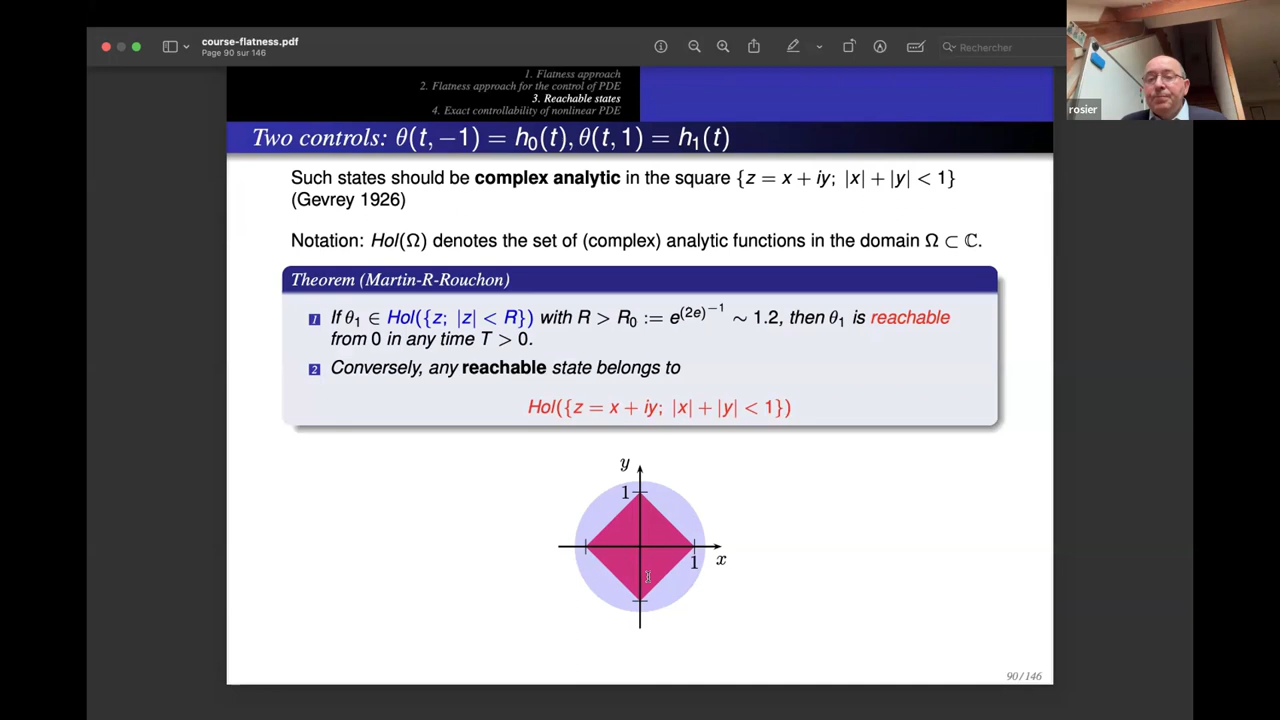 course-flatness.pdf
Page 90 sur 146
Rechercher
rosier
1. Flatness approach
2. Flatness approach for the control of PDE
3. Reachable states
4. Exact controllability of nonlinear PDE
Two controls: θ(t, −1) = h₀(t), θ(t, 1) = h₁(t)
Such states should be complex analytic in the square {z = x + iy; |x| + |y| < 1}
(Gevrey 1926)
Notation: Hol(Ω) denotes the set of (complex) analytic functions in the domain Ω ⊂ ℂ.
Theorem (Martin-R-Rouchon)
1 If θ₁ ∈ Hol({z; |z| < R}) with R > R₀ := e^{(2e)^{−1}} ∼ 1.2, then θ₁ is reachable
from 0 in any time T > 0.
2 Conversely, any reachable state belongs to
Hol({z = x + iy; |x| + |y| < 1})
y
1
1
x
90 / 146